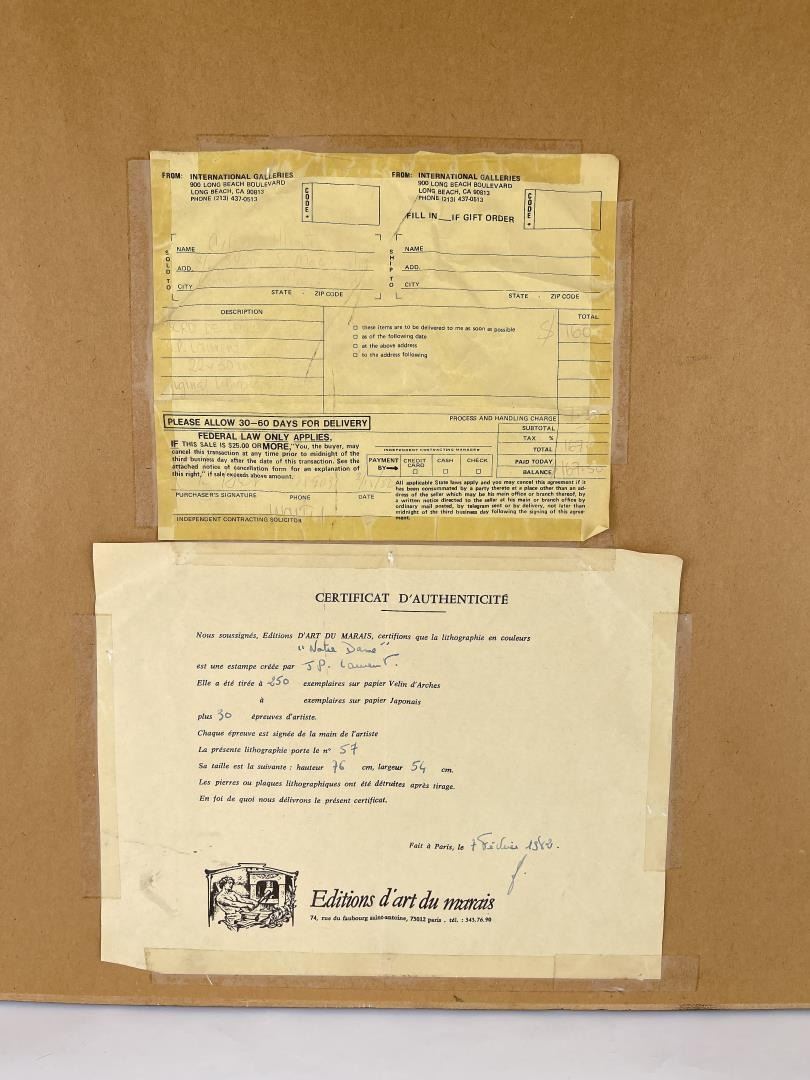 FROM: INTERNATIONAL GALLERIES
900 LONG BEACH BOULEVARD
LONG BEACH, CA 90813
PHONE (213) 437-0513
CODE
FROM: INTERNATIONAL GALLERIES
900 LONG BEACH BOULEVARD
LONG BEACH, CA 90813
PHONE (213) 437-0513
CODE
FILL IN __ IF GIFT ORDER
SOLD TO
NAME
ADD.
CITY
STATE - ZIP CODE
SHIP TO
NAME
ADD.
CITY
STATE - ZIP CODE
DESCRIPTION
TOTAL
these items are to be delivered to me as soon as possible
as of the following date
at the above address
to the address following
$ 160
PLEASE ALLOW 30-60 DAYS FOR DELIVERY
FEDERAL LAW ONLY APPLIES.
IF THIS SALE IS $25.00 OR MORE, "You, the buyer, may
cancel this transaction at any time prior to midnight of the
third business day after the date of this transaction. See the
attached notice of cancellation form for an explanation of
this right," if sale exceeds above amount.
PURCHASER'S SIGNATURE PHONE DATE
INDEPENDENT CONTRACTING SOLICITOR
PROCESS AND HANDLING CHARGE
SUBTOTAL
TAX %
TOTAL
PAID TODAY
BALANCE
INDEPENDENT CONTRACTING MANAGER
PAYMENT BY CREDIT CARD CASH CHECK
All applicable State laws apply and you may cancel this agreement if it
has been consummated by a party thereto at a place other than an ad-
dress of the seller which may be his main office or branch thereof, by
a written notice directed to the seller at his main or branch office by
ordinary mail posted, by telegram sent or by delivery, not later than
midnight of the third business day following the signing of this agree-
ment.
CERTIFICAT D'AUTHENTICITÉ
Nous soussignés, Editions D'ART DU MARAIS, certifions que la lithographie en couleurs
"Notre Dame"
est une estampe créée par J.P. Laurent.
Elle a été tirée à 250 exemplaires sur papier Velin d'Arches
à exemplaires sur papier Japonais
plus 30 épreuves d'artiste.
Chaque épreuve est signée de la main de l'artiste
La présente lithographie porte le n° 57
Sa taille est la suivante : hauteur 76 cm, largeur 54 cm.
Les pierres ou plaques lithographiques ont été détruites après tirage.
En foi de quoi nous délivrons le présent certificat.
Fait à Paris, le 7 Février 1982.
Editions d'art du marais
74, rue du faubourg saint-antoine, 75012 paris . tél. : 343.76.90